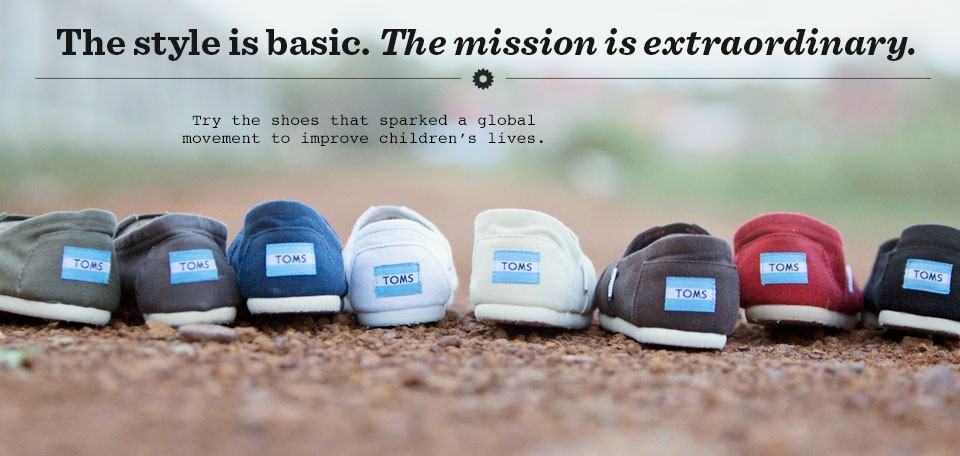 The style is basic. The mission is extraordinary.
Try the shoes that sparked a global
movement to improve children's lives.
TOMS
TOMS
TOMS
TOMS
TOMS
TOMS
TOMS
TOMS